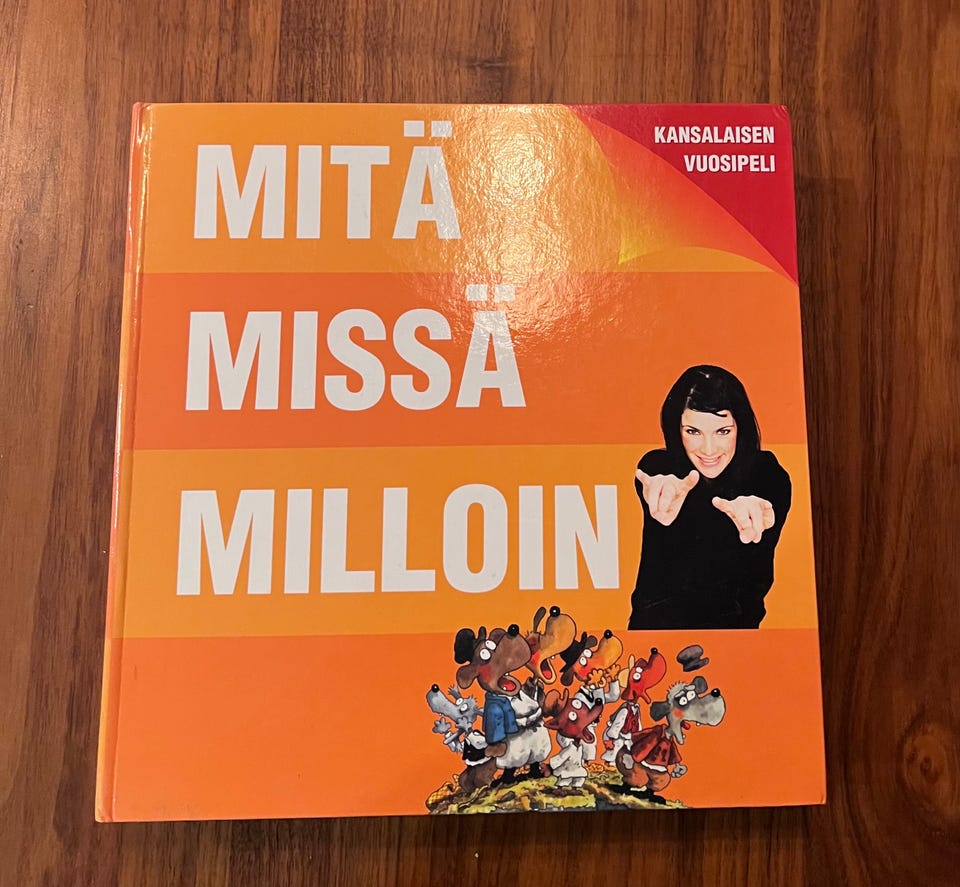 MITÄ
KANSALAISEN
VUOSIPELI
MISSÄ
MILLOIN